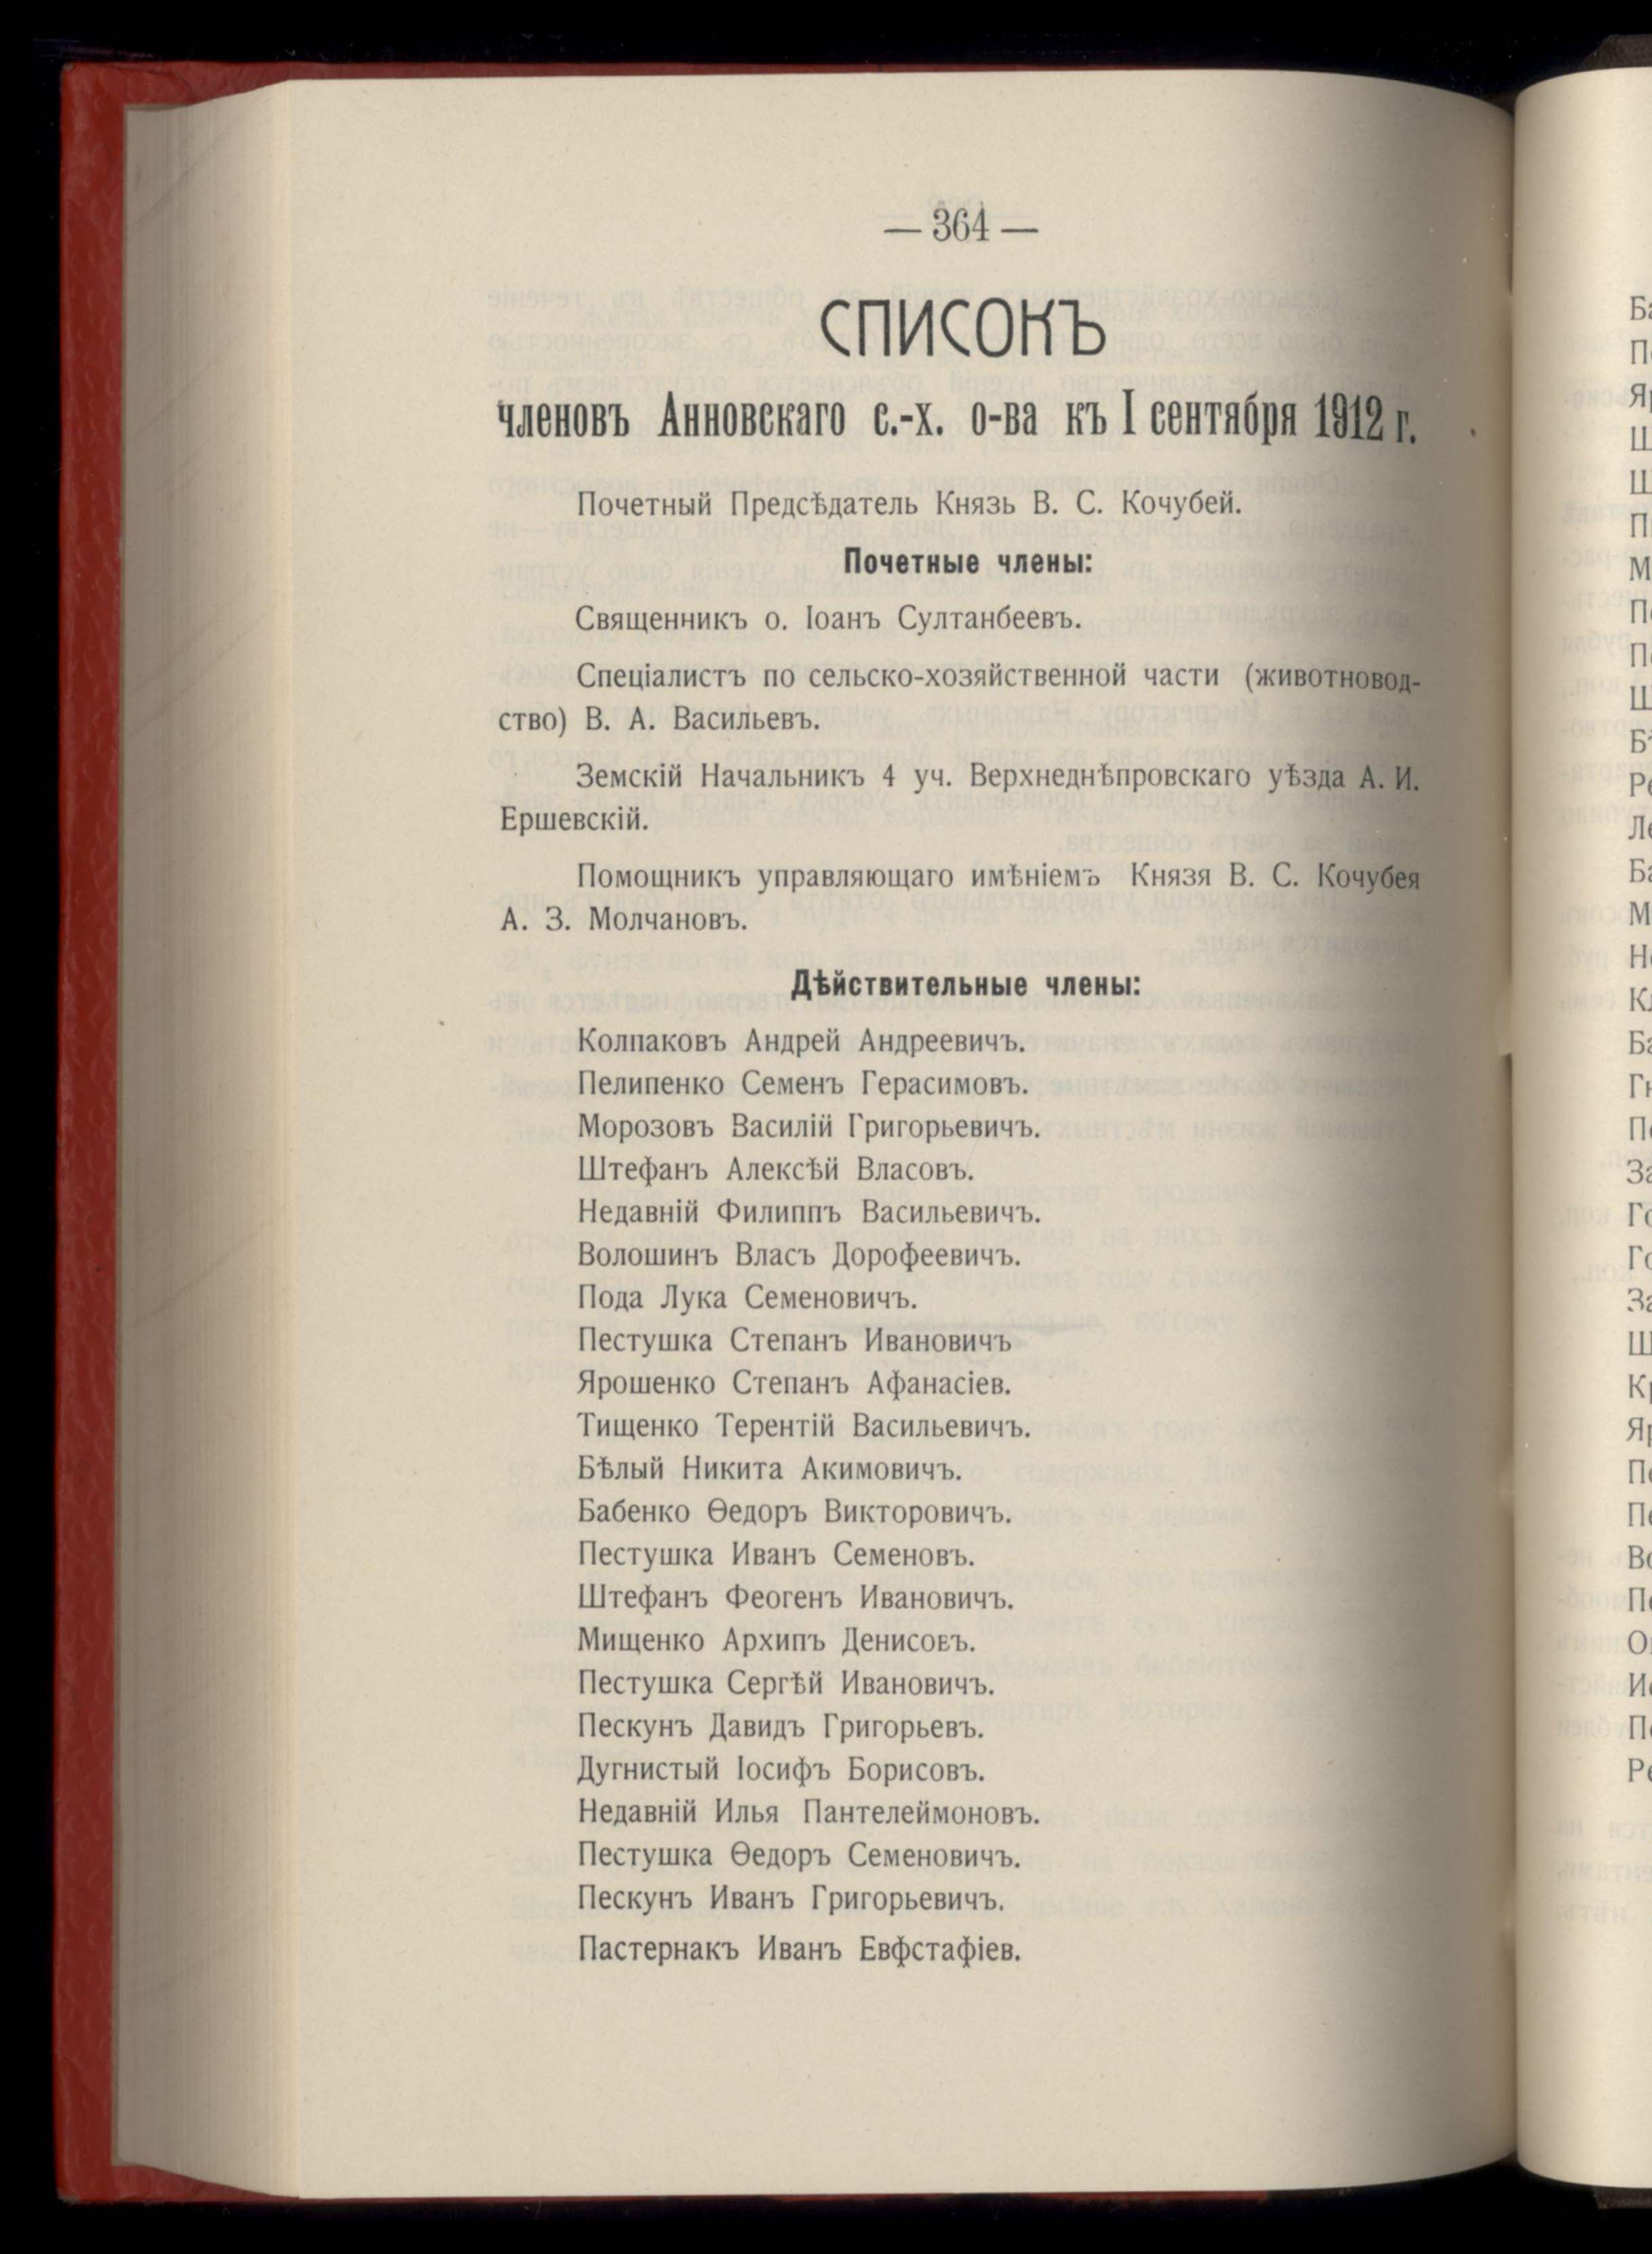 — 364 —
СПИСОКЪ
членовъ Анновскаго с.-х. о-ва къ I сентября 1912 г.
Почетный Предсѣдатель Князь В. С. Кочубей.
Почетные члены:
Священникъ о. Іоанъ Султанбеевъ.
Спеціалистъ по сельско-хозяйственной части (животновод-
ство) В. А. Васильевъ.
Земскій Начальникъ 4 уч. Верхнеднѣпровскаго уѣзда А. И.
Ершевскій.
Помощникъ управляющаго имѣніемъ Князя В. С. Кочубея
А. З. Молчановъ.
Дѣйствительные члены:
Колпаковъ Андрей Андреевичъ.
Пелипенко Семенъ Герасимовъ.
Морозовъ Василій Григорьевичъ.
Штефанъ Алексѣй Власовъ.
Недавній Филиппъ Васильевичъ.
Волошинъ Власъ Дорофеевичъ.
Пода Лука Семеновичъ.
Пестушка Степанъ Ивановичъ
Ярошенко Степанъ Афанасіев.
Тищенко Терентій Васильевичъ.
Бѣлый Никита Акимовичъ.
Бабенко Ѳедоръ Викторовичъ.
Пестушка Иванъ Семеновъ.
Штефанъ Феогенъ Ивановичъ.
Мищенко Архипъ Денисовъ.
Пестушка Сергѣй Ивановичъ.
Пескунъ Давидъ Григорьевъ.
Дугнистый Іосифъ Борисовъ.
Недавній Илья Пантелеймоновъ.
Пестушка Ѳедоръ Семеновичъ.
Пескунъ Иванъ Григорьевичъ.
Пастернакъ Иванъ Евфстафіев.